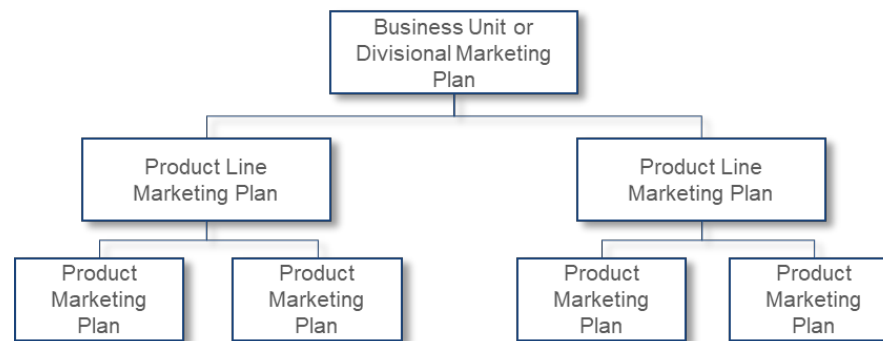 Business Unit or
Divisional Marketing
Plan
Product Line
Marketing Plan
Product Line
Marketing Plan
Product
Marketing
Plan
Product
Marketing
Plan
Product
Marketing
Plan
Product
Marketing
Plan